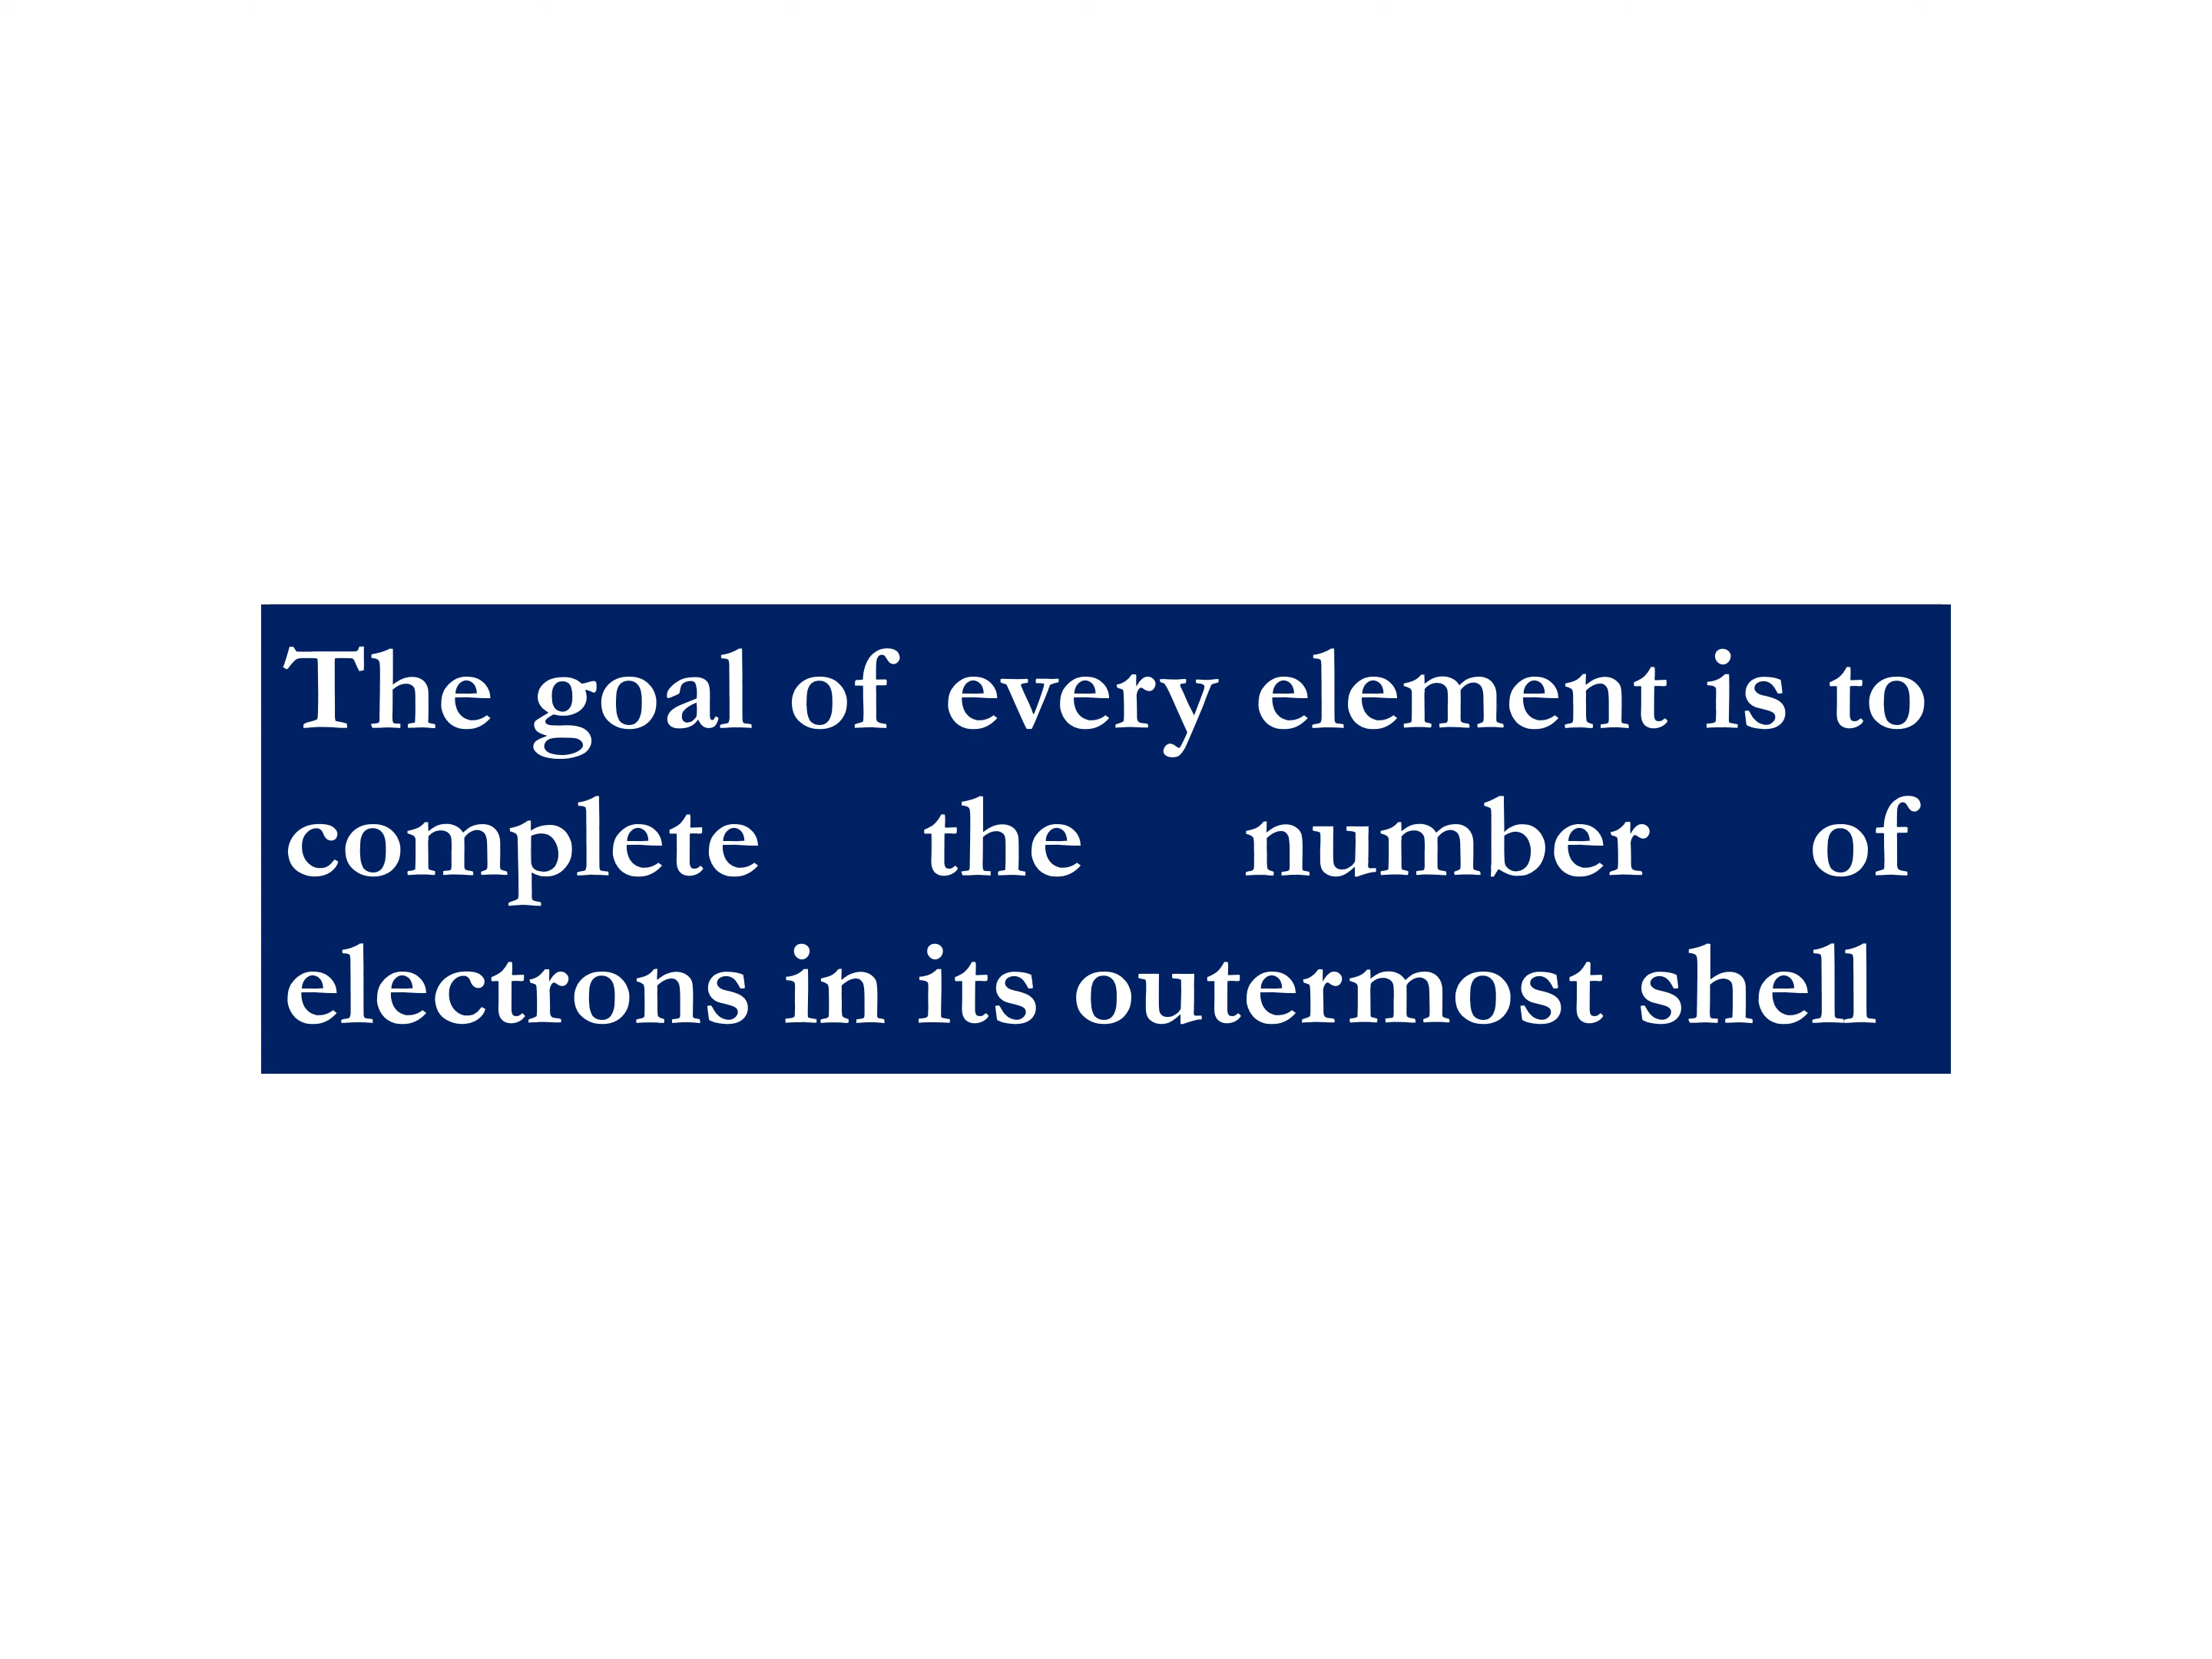 The goal of every element is to
complete the number of
electrons in its outermost shell